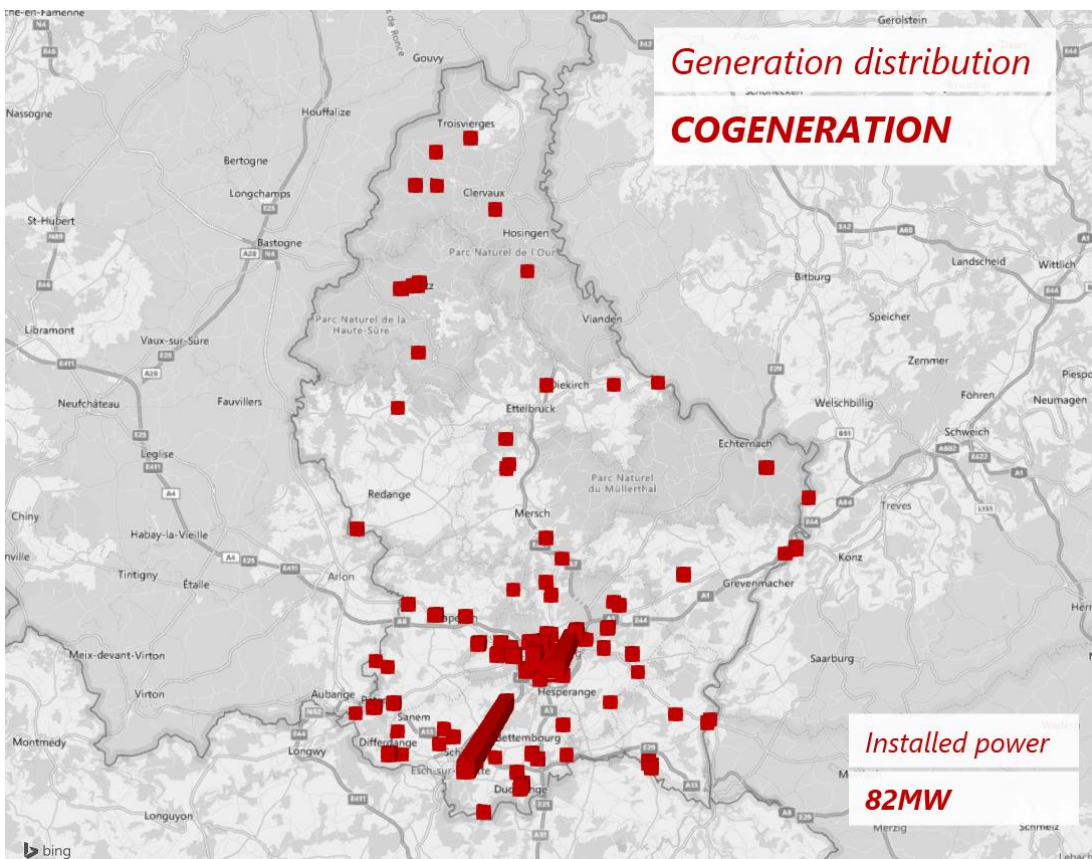 Generation distribution
COGENERATION
Gerolstein
Gouvy
Houffalize
Troisvierges
Nassogne
Bertogne
Longchamps
Clervaux
St-Hubert
Bastogne
Hosingen
Parc Naturel de l'Our
Landscheid
Wittlich
Bitburg
Parc Naturel de la
Haute-Sûre
Vianden
Speicher
Libramont
Vaux-sur-Sûre
Zemmer
Diekirch
Fauvillers
Neufchâteau
Ettelbruck
Welschbillig
Föhren
Neumagen
Schweich
Echternach
Leglise
Parc Naturel
du Müllerthal
Redange
Treves
Chiny
Mersch
Habay-la-Vieille
Konz
Tintigny
Étalle
Arlon
Grevenmacher
Meix-devant-Virton
Saarburg
Virton
Aubange
Hesperange
Sanem
Montmedy
Longwy
Differdange
Bettembourg
Installed power
82MW
Longuyon
Merzig
Schmelz
bing